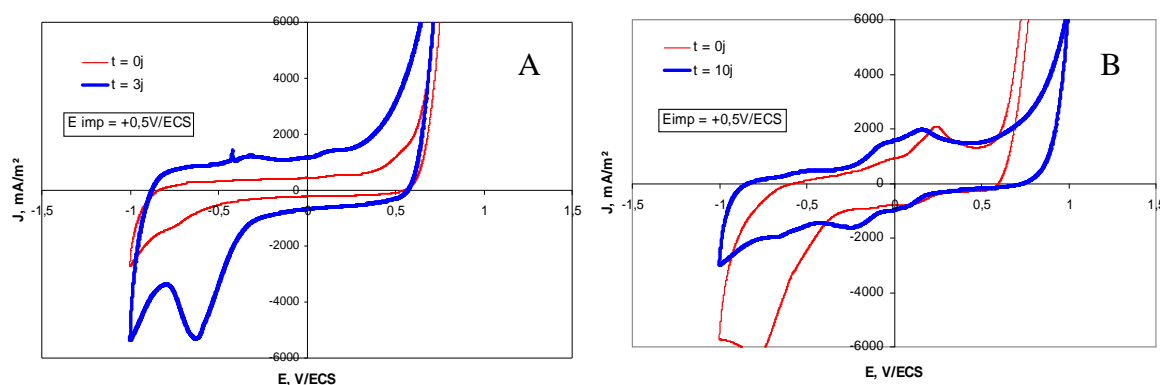 6000
4000
2000
0
-2000
-4000
-6000
-1,5
-1
-0,5
0
0,5
1
1,5
J, mA/m²
E, V/ECS
t = 0j
t = 3j
E imp = +0,5V/ECS
A
6000
4000
2000
0
-2000
-4000
-6000
-1,5
-1
-0,5
0
0,5
1
1,5
J, mA/m²
E, V/ECS
t = 0j
t = 10j
Eimp = +0,5V/ECS
B